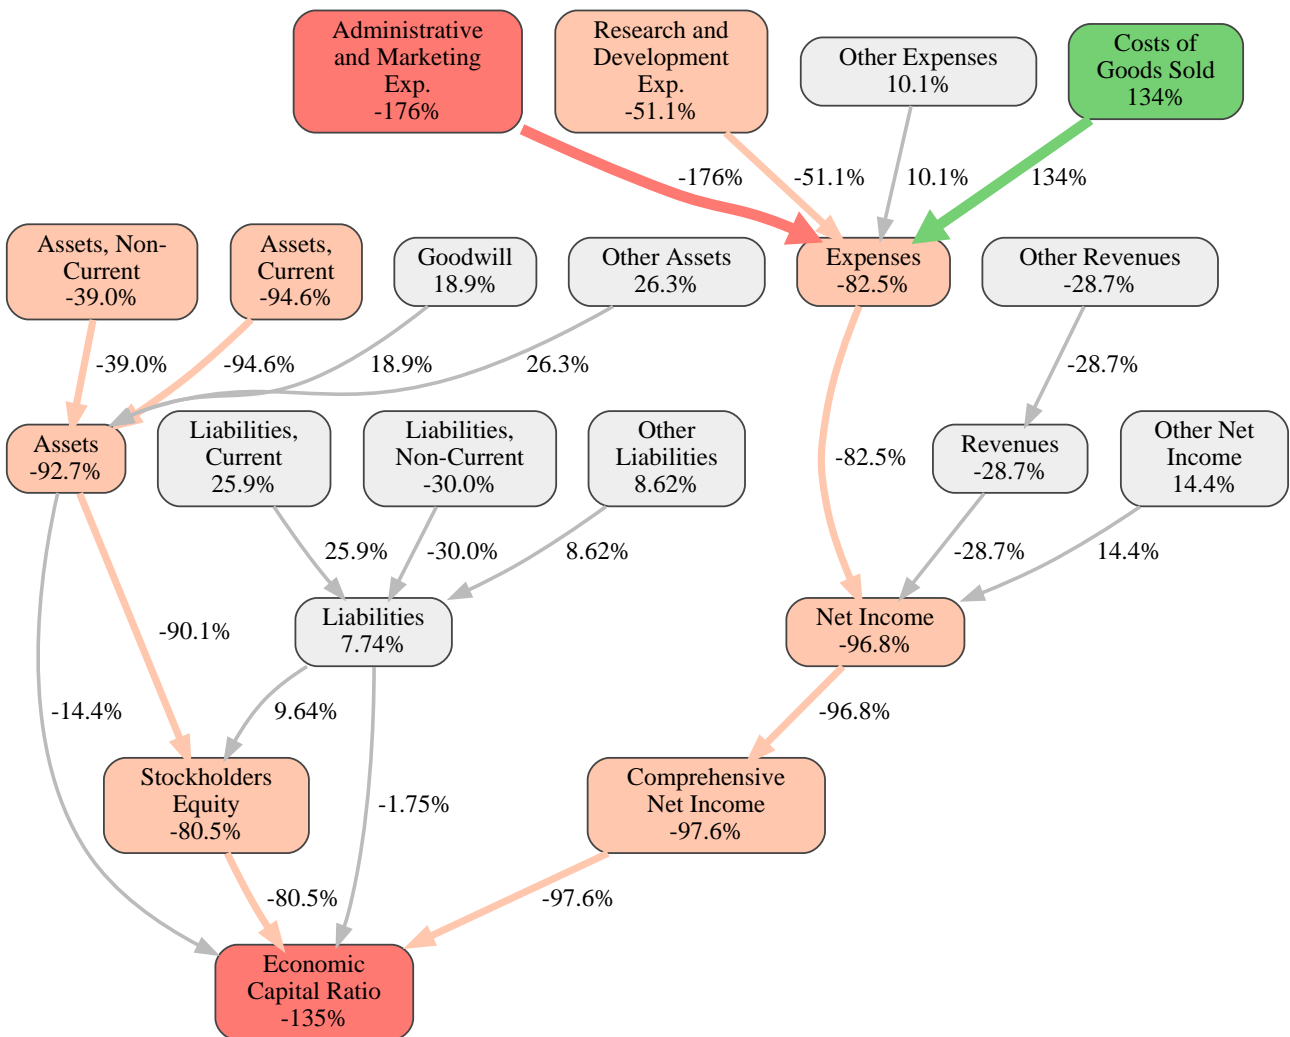 Administrative
and Marketing
Exp.
-176%
Research and
Development
Exp.
-51.1%
Other Expenses
10.1%
Costs of
Goods Sold
134%
-176%
-51.1%
10.1%
134%
Assets, Non-
Current
-39.0%
Assets,
Current
-94.6%
Goodwill
18.9%
Other Assets
26.3%
Expenses
-82.5%
Other Revenues
-28.7%
-39.0%
-94.6%
18.9%
26.3%
-28.7%
Assets
-92.7%
Liabilities,
Current
25.9%
Liabilities,
Non-Current
-30.0%
Other
Liabilities
8.62%
-82.5%
Revenues
-28.7%
Other Net
Income
14.4%
25.9%
-30.0%
8.62%
-28.7%
14.4%
-90.1%
Liabilities
7.74%
Net Income
-96.8%
-14.4%
9.64%
-96.8%
Stockholders
Equity
-80.5%
-1.75%
Comprehensive
Net Income
-97.6%
-80.5%
-97.6%
Economic
Capital Ratio
-135%